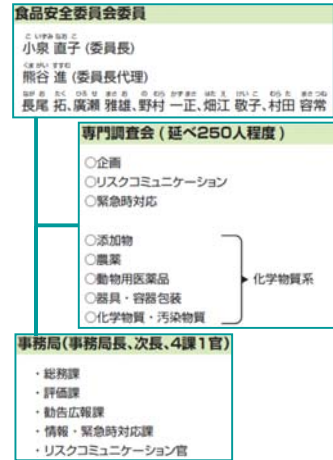 食品安全委員会委員
こ いずみ なお こ
小泉 直子 (委員長)
くま がい すすむ
熊谷 進 (委員長代理)
なが お たく ひろ せ まさ お の むら かず まさ はた え けい こ むら た まさ つね
長尾 拓、廣瀬 雅雄、野村 一正、畑江 敬子、村田 容常
専門調査会 (延べ250人程度)
○企画
○リスクコミュニケーション
○緊急時対応
○添加物
○農薬
○動物用医薬品 化学物質系
○器具・容器包装
○化学物質・汚染物質
事務局(事務局長、次長、4課1官)
・総務課
・評価課
・勧告広報課
・情報・緊急時対応課
・リスクコミュニケーション官